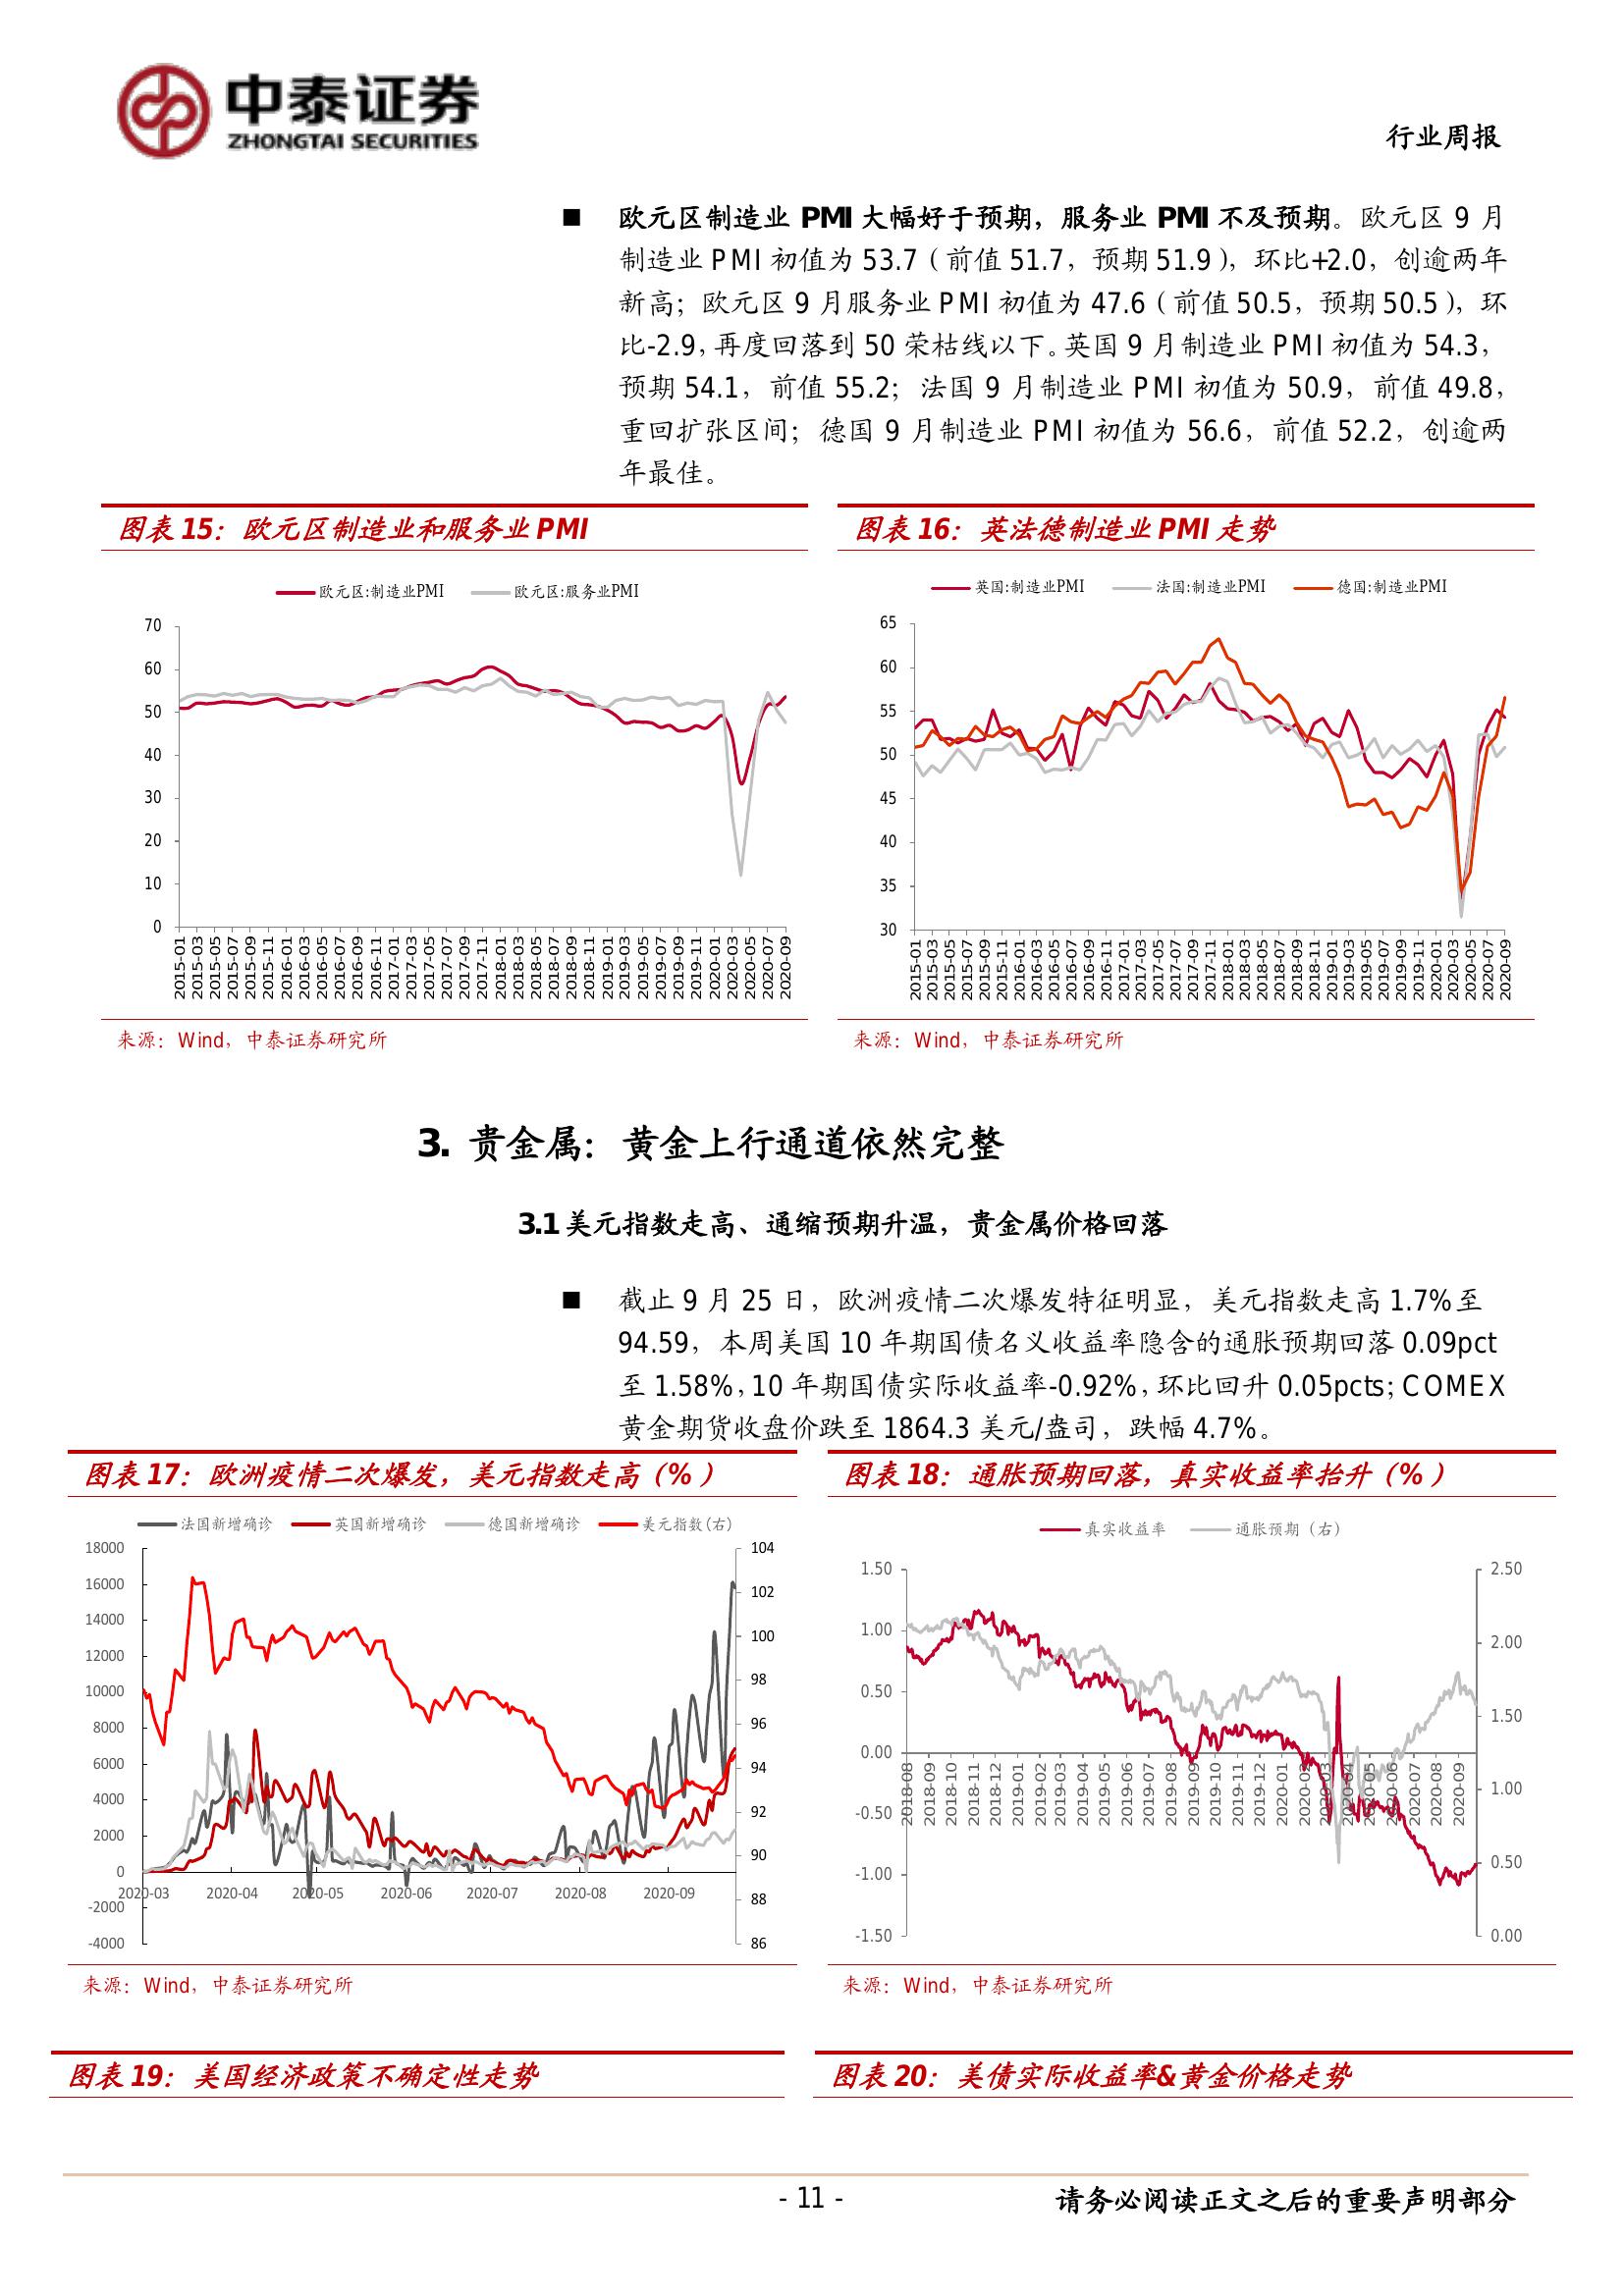 中泰证券
ZHONGTAI SECURITIES
行业周报
■ 欧元区制造业 PMI 大幅好于预期，服务业 PMI 不及预期。欧元区 9 月
制造业 PMI 初值为 53.7（前值 51.7，预期 51.9），环比+2.0，创逾两年
新高；欧元区 9 月服务业 PMI 初值为 47.6（前值 50.5，预期 50.5），环
比-2.9，再度回落到 50 荣枯线以下。英国 9 月制造业 PMI 初值为 54.3，
预期 54.1，前值 55.2；法国 9 月制造业 PMI 初值为 50.9，前值 49.8，
重回扩张区间；德国 9 月制造业 PMI 初值为 56.6，前值 52.2，创逾两
年最佳。
图表 15：欧元区制造业和服务业 PMI
欧元区:制造业PMI 欧元区:服务业PMI
70
60
50
40
30
20
10
0
2015-01 2015-03 2015-05 2015-07 2015-09 2015-11 2016-01 2016-03 2016-05 2016-07 2016-09 2016-11 2017-01 2017-03 2017-05 2017-07 2017-09 2017-11 2018-01 2018-03 2018-05 2018-07 2018-09 2018-11 2019-01 2019-03 2019-05 2019-07 2019-09 2019-11 2020-01 2020-03 2020-05 2020-07 2020-09
来源：Wind，中泰证券研究所
图表 16：英法德制造业 PMI 走势
英国:制造业PMI 法国:制造业PMI 德国:制造业PMI
65
60
55
50
45
40
35
30
2015-01 2015-03 2015-05 2015-07 2015-09 2015-11 2016-01 2016-03 2016-05 2016-07 2016-09 2016-11 2017-01 2017-03 2017-05 2017-07 2017-09 2017-11 2018-01 2018-03 2018-05 2018-07 2018-09 2018-11 2019-01 2019-03 2019-05 2019-07 2019-09 2019-11 2020-01 2020-03 2020-05 2020-07 2020-09
来源：Wind，中泰证券研究所
3. 贵金属：黄金上行通道依然完整
3.1 美元指数走高、通缩预期升温，贵金属价格回落
■ 截止 9 月 25 日，欧洲疫情二次爆发特征明显，美元指数走高 1.7%至
94.59，本周美国 10 年期国债名义收益率隐含的通胀预期回落 0.09pct
至 1.58%，10 年期国债实际收益率-0.92%，环比回升 0.05pcts；COMEX
黄金期货收盘价跌至 1864.3 美元/盎司，跌幅 4.7%。
图表 17：欧洲疫情二次爆发，美元指数走高（%）
法国新增确诊 英国新增确诊 德国新增确诊 美元指数(右)
18000
16000
14000
12000
10000
8000
6000
4000
2000
0
-2000
-4000
104
102
100
98
96
94
92
90
88
86
2020-03 2020-04 2020-05 2020-06 2020-07 2020-08 2020-09
来源：Wind，中泰证券研究所
图表 18：通胀预期回落，真实收益率抬升（%）
真实收益率 通胀预期（右）
1.50
1.00
0.50
0.00
-0.50
-1.00
-1.50
2.50
2.00
1.50
1.00
0.50
0.00
2018-08 2018-09 2018-10 2018-11 2018-12 2019-01 2019-02 2019-03 2019-04 2019-05 2019-06 2019-07 2019-08 2019-09 2019-10 2019-11 2019-12 2020-01 2020-02 2020-03 2020-04 2020-05 2020-06 2020-07 2020-08 2020-09
来源：Wind，中泰证券研究所
图表 19：美国经济政策不确定性走势
图表 20：美债实际收益率&黄金价格走势
- 11 -
请务必阅读正文之后的重要声明部分